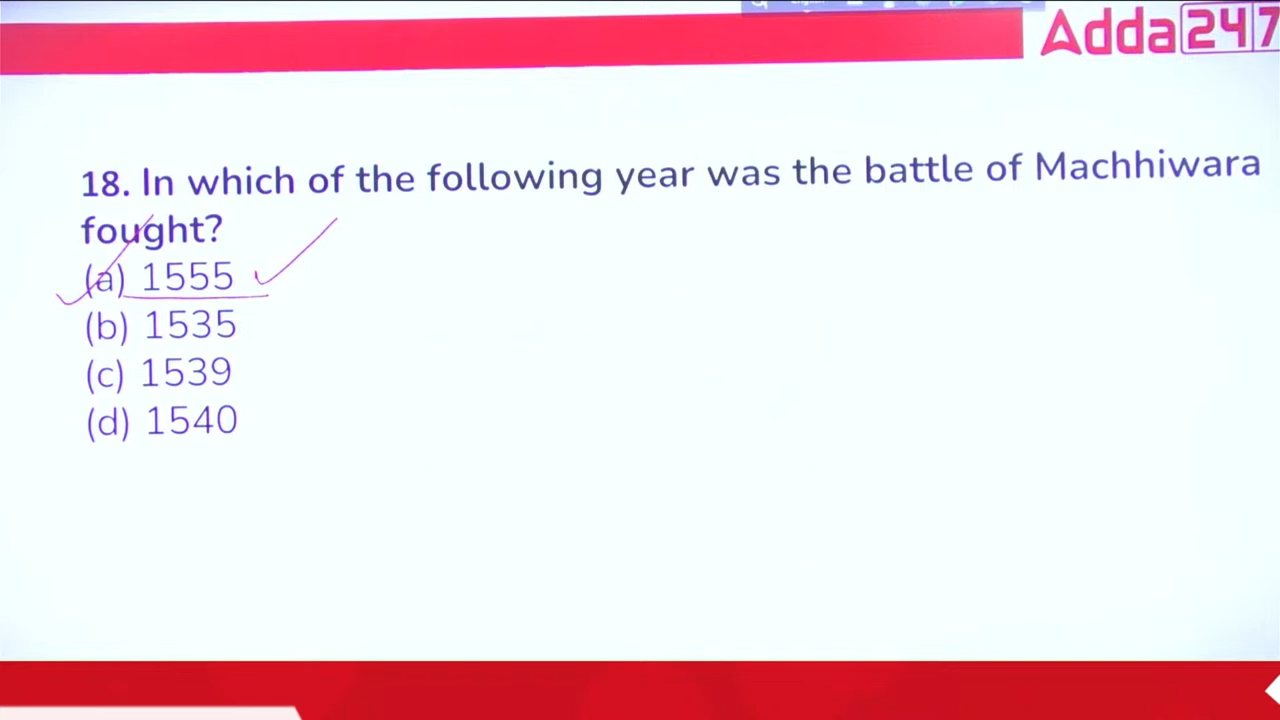 Adda247
18. In which of the following year was the battle of Machhiwara
fought?
(a) 1555
(b) 1535
(c) 1539
(d) 1540